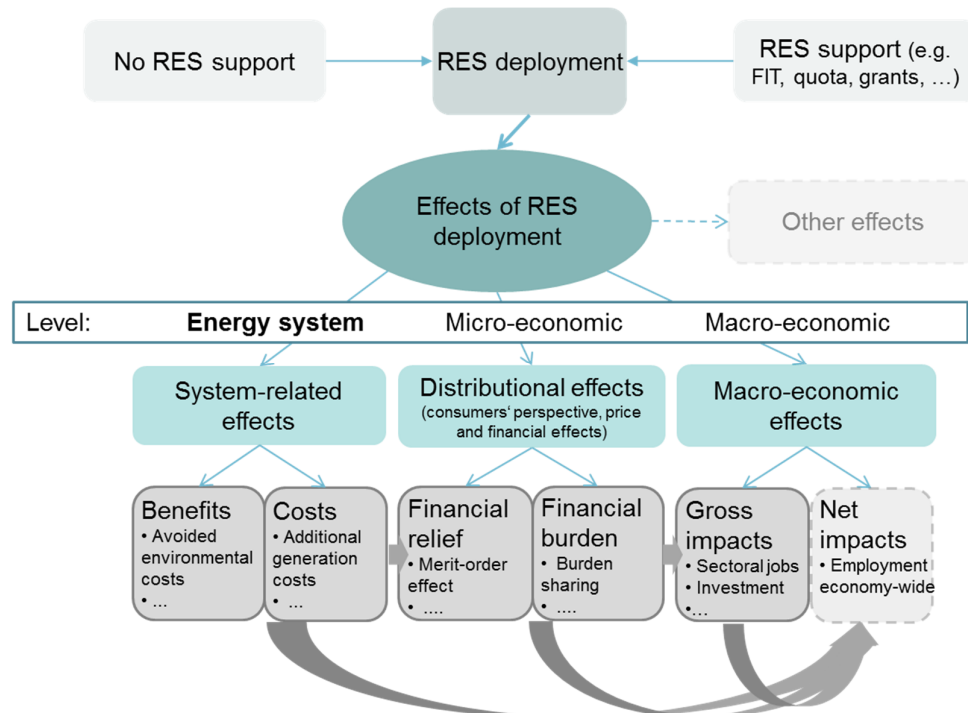 No RES support
RES deployment
RES support (e.g.
FIT, quota, grants, …)
Effects of RES
deployment
Other effects
Level:
Energy system
Micro-economic
Macro-economic
System-related
effects
Distributional effects
(consumers‘ perspective, price
and financial effects)
Macro-economic
effects
Benefits
• Avoided
environmental
costs
• ...
Costs
• Additional
generation
costs
• ...
Financial
relief
• Merit-order
effect
• ....
Financial
burden
• Burden
sharing
• ....
Gross
impacts
• Sectoral jobs
• Investment
•...
Net
impacts
• Employment
economy-wide